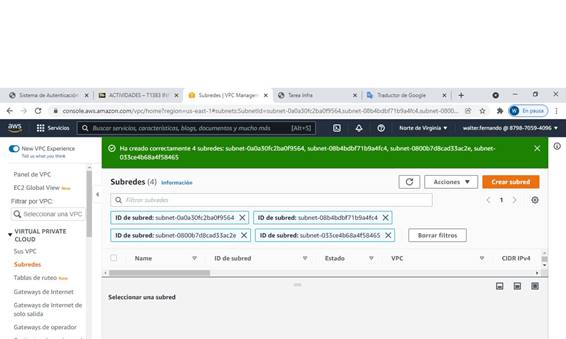 Sistema de Autenticación
ACTIVIDADES – T1383 INF
Subredes | VPC Managem
Tarea Infra
Traductor de Google
console.aws.amazon.com/vpc/home?region=us-east-1#subnets:SubnetId=subnet-0a0a30fc2ba0f9564,subnet-08b4bdbf71b9a4fc4,subnet-0800...
W En pausa
aws
Servicios
Buscar servicios, características, blogs, documentos y mucho más
[Alt+S]
Norte de Virginia
walter.fernando @ 8798-7059-4096
New VPC Experience
Tell us what you think
Ha creado correctamente 4 subredes: subnet-0a0a30fc2ba0f9564, subnet-08b4bdbf71b9a4fc4, subnet-0800b7d8cad33ac2e, subnet-
033ce4b68a4f58465
Panel de VPC
EC2 Global View New
Filtrar por VPC:
Seleccionar una VPC
VIRTUAL PRIVATE
CLOUD
Sus VPC
Subredes
Tablas de ruteo New
Gateways de Internet
Gateways de Internet de
solo salida
Gateways de operador
Subredes (4)
Información
Acciones
Crear subred
Filtrar subredes
1
ID de subred: subnet-0a0a30fc2ba0f9564
ID de subred: subnet-08b4bdbf71b9a4fc4
ID de subred: subnet-0800b7d8cad33ac2e
ID de subred: subnet-033ce4b68a4f58465
Borrar filtros
Name
ID de subred
Estado
VPC
CIDR IPv4
Seleccionar una subred